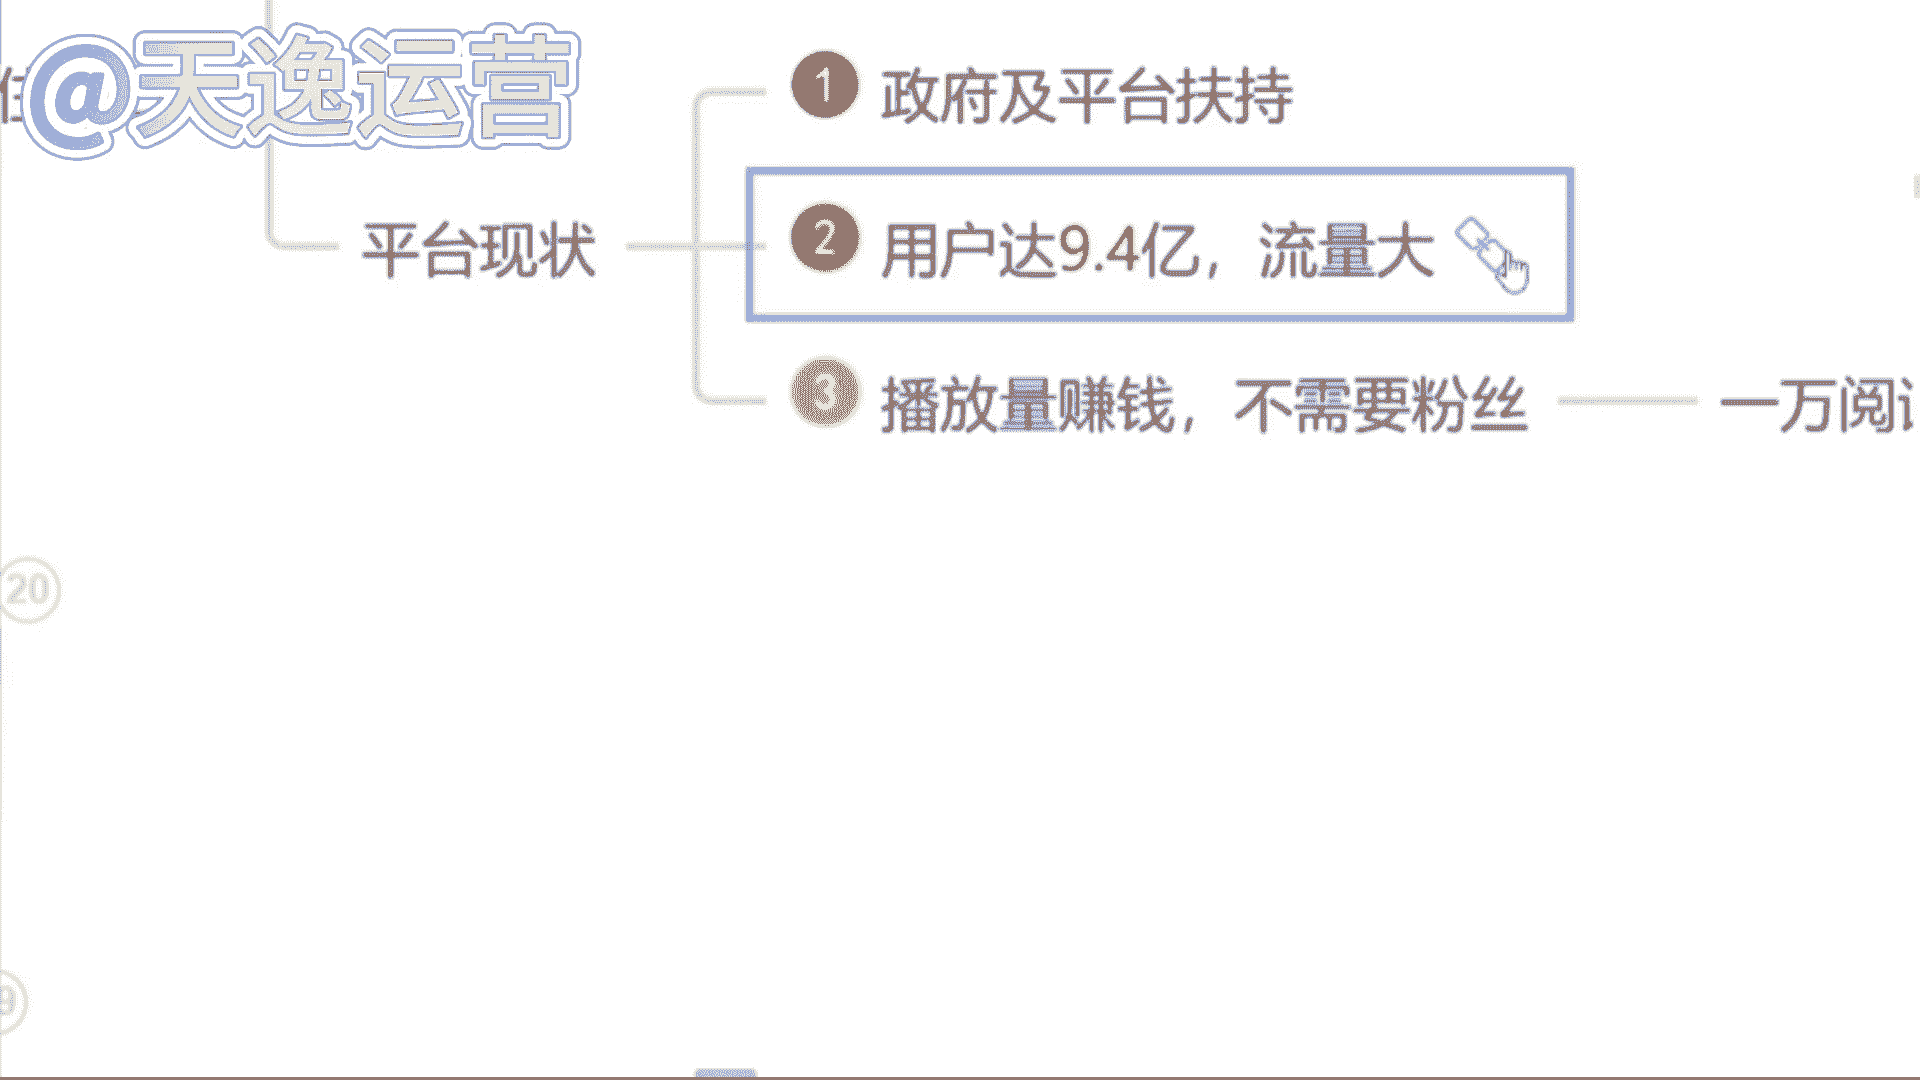 @天逸运营
1 政府及平台扶持
平台现状
2 用户达9.4亿，流量大
3 播放量赚钱，不需要粉丝
一万阅
20
9